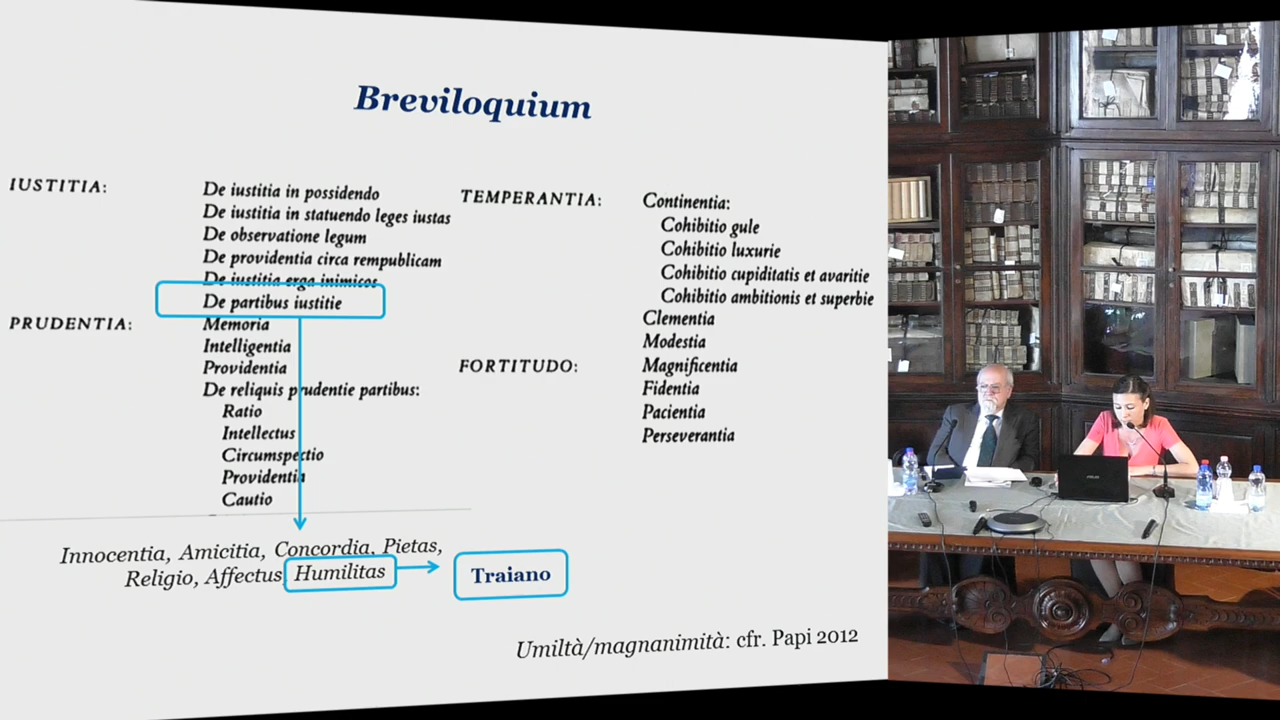 Breviloquium
IUSTITIA:
De iustitia in possidendo
De iustitia in statuendo leges iustas
De observatione legum
De providentia circa rempublicam
De iustitia erga inimicos
De partibus iustitie
PRUDENTIA:
Memoria
Intelligentia
Providentia
De reliquis prudentie partibus:
Ratio
Intellectus
Circumspectio
Providentia
Cautio
TEMPERANTIA:
Continentia:
Cohibitio gule
Cohibitio luxurie
Cohibitio cupiditatis et avaritie
Cohibitio ambitionis et superbie
Clementia
Modestia
FORTITUDO:
Magnificentia
Fidentia
Pacientia
Perseverantia
Innocentia, Amicitia, Concordia, Pietas,
Religio, Affectus, Humilitas
Traiano
Umiltà/magnanimità: cfr. Papi 2012
ASUS